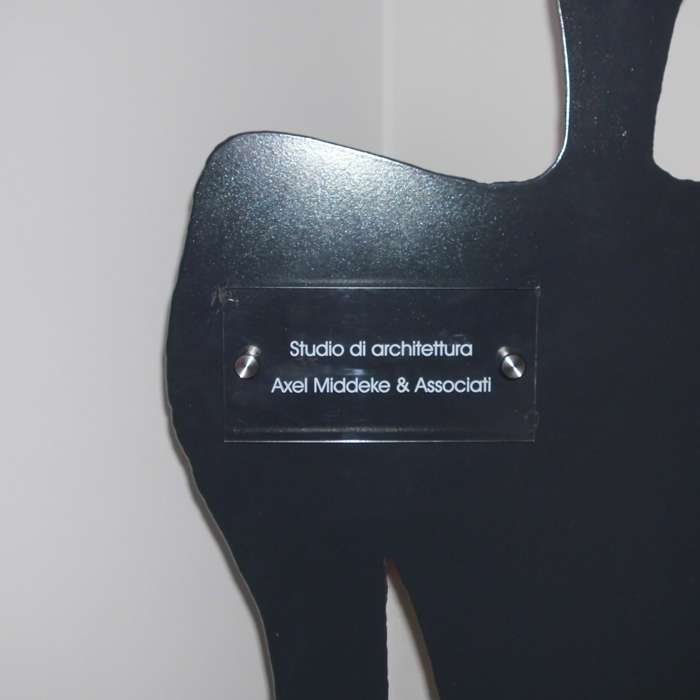 Studio di architettura
Axel Middeke & Associati